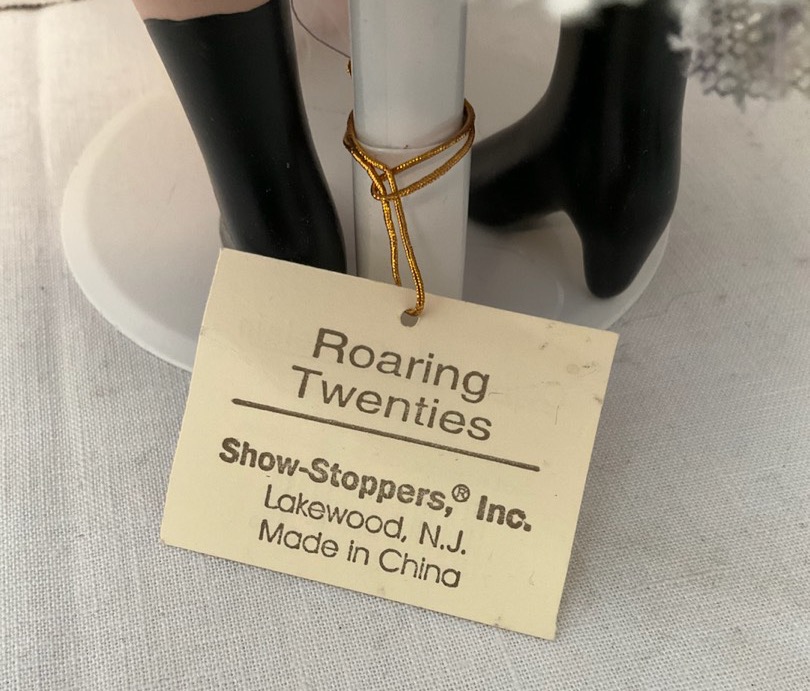 Roaring
Twenties
Show-Stoppers,® Inc.
Lakewood, N.J.
Made in China